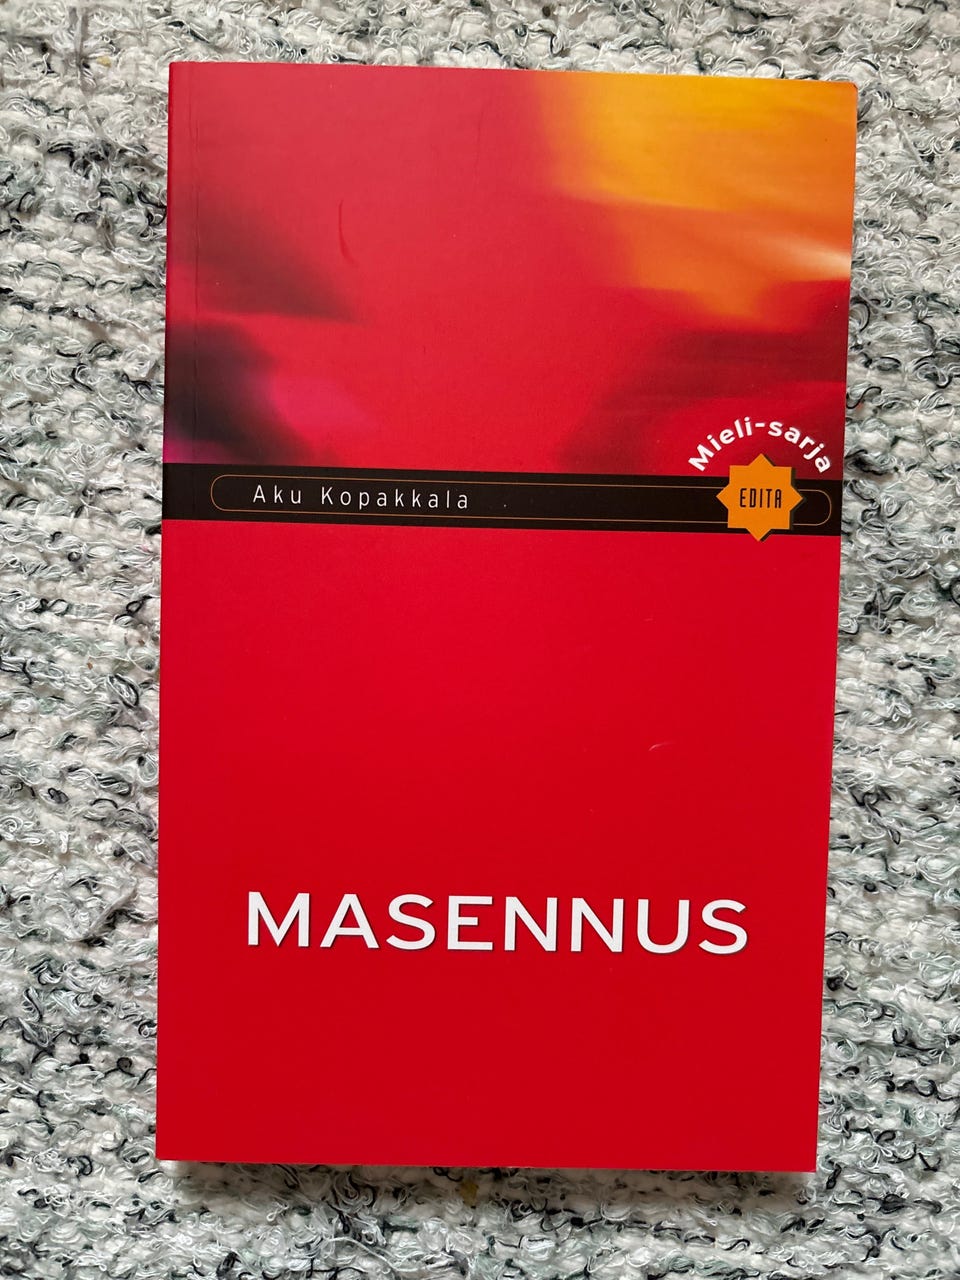 Mieli-sarja
Aku Kopakkala
EDITA
MASENNUS